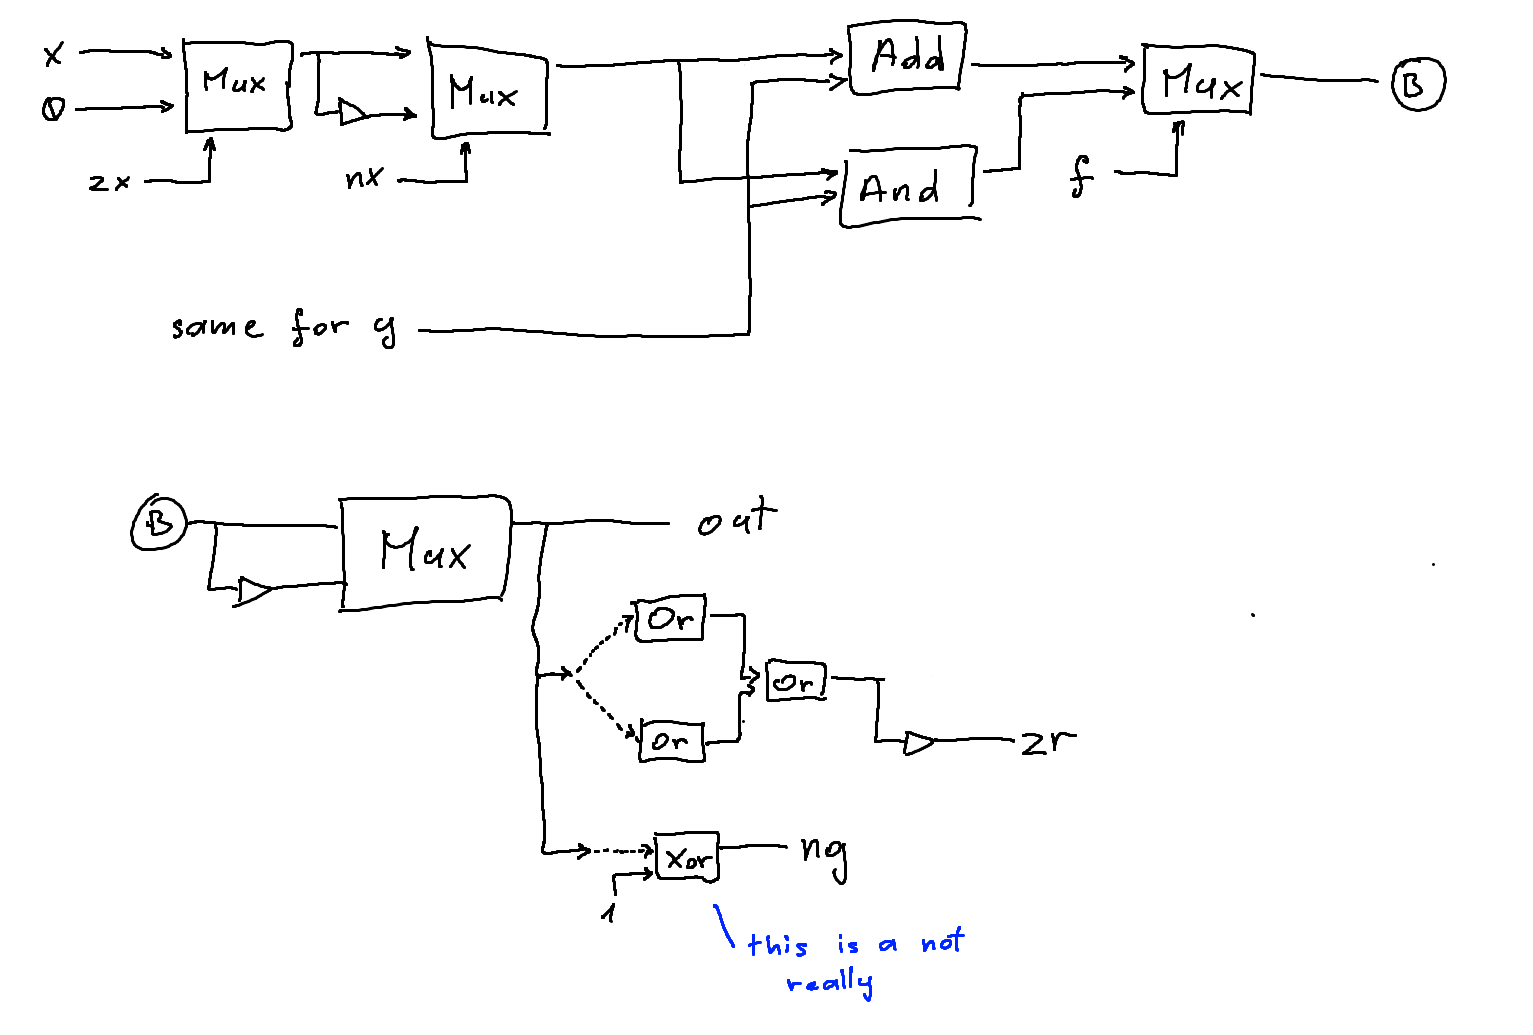 x
0
Mux
zx
Mux
nx
Add
And
Mux
f
B
same for y
B
Mux
out
Or
Or
Or
zr
Xor
1
ng
this is a not
really